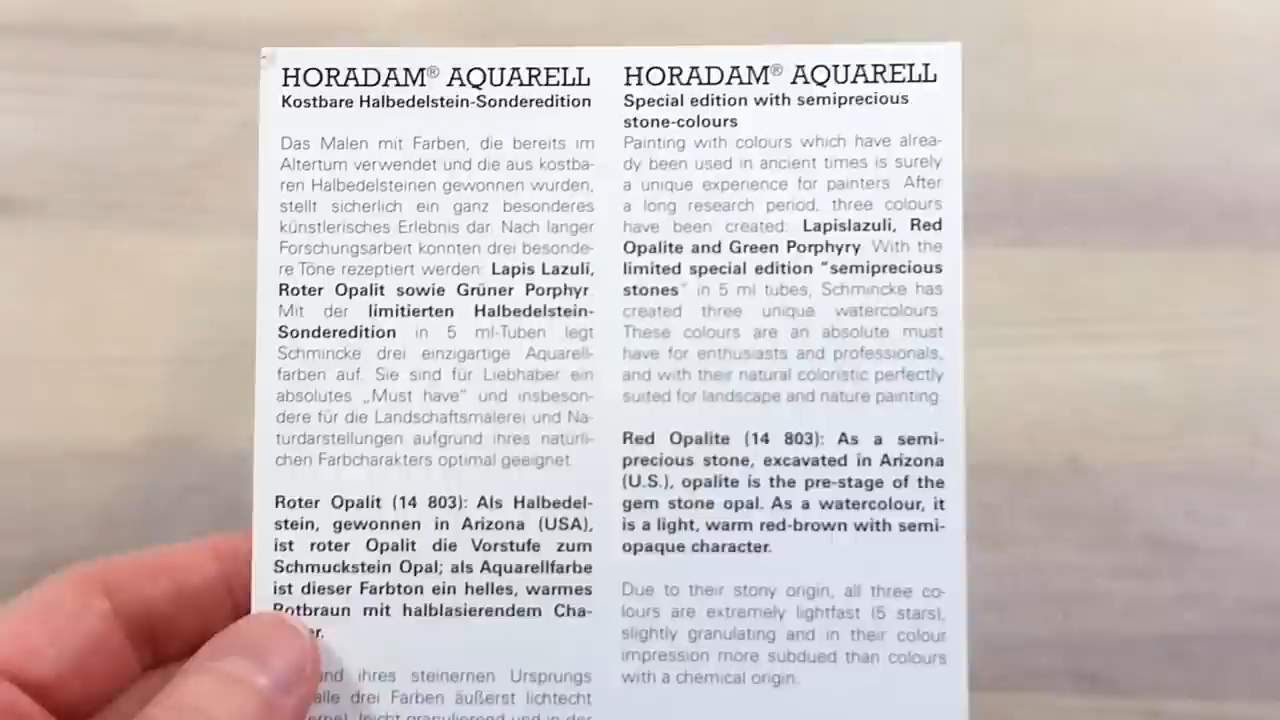 HORADAM® AQUARELL
Kostbare Halbedelstein-Sonderedition
Das Malen mit Farben, die bereits im
Altertum verwendet und die aus kostba-
ren Halbedelsteinen gewonnen wurden,
stellt sicherlich ein ganz besonderes
künstlerisches Erlebnis dar. Nach langer
Forschungsarbeit konnten drei besonde-
re Töne rezeptiert werden: Lapis Lazuli,
Roter Opalit sowie Grüner Porphyr.
Mit der limitierten Halbedelstein-
Sonderedition in 5 ml-Tuben legt
Schmincke drei einzigartige Aquarell-
farben auf. Sie sind für Liebhaber ein
absolutes „Must have“ und insbeson-
dere für die Landschaftsmalerei und Na-
turdarstellungen aufgrund ihres natürli-
chen Farbcharakters optimal geeignet.
Roter Opalit (14 803): Als Halbedel-
stein, gewonnen in Arizona (USA),
ist roter Opalit die Vorstufe zum
Schmuckstein Opal; als Aquarellfarbe
ist dieser Farbton ein helles, warmes
Rotbraun mit halblasierendem Cha-
er.
und ihres steinernen Ursprungs
alle drei Farben äußerst lichtecht
leicht granulierend und in der
HORADAM® AQUARELL
Special edition with semiprecious
stone-colours
Painting with colours which have alrea-
dy been used in ancient times is surely
a unique experience for painters. After
a long research period, three colours
have been created: Lapislazuli, Red
Opalite and Green Porphyry. With the
limited special edition "semiprecious
stones" in 5 ml tubes, Schmincke has
created three unique watercolours.
These colours are an absolute must
have for enthusiasts and professionals,
and with their natural coloristic perfectly
suited for landscape and nature painting.
Red Opalite (14 803): As a semi-
precious stone, excavated in Arizona
(U.S.), opalite is the pre-stage of the
gem stone opal. As a watercolour, it
is a light, warm red-brown with semi-
opaque character.
Due to their stony origin, all three co-
lours are extremely lightfast (5 stars),
slightly granulating and in their colour
impression more subdued than colours
with a chemical origin.